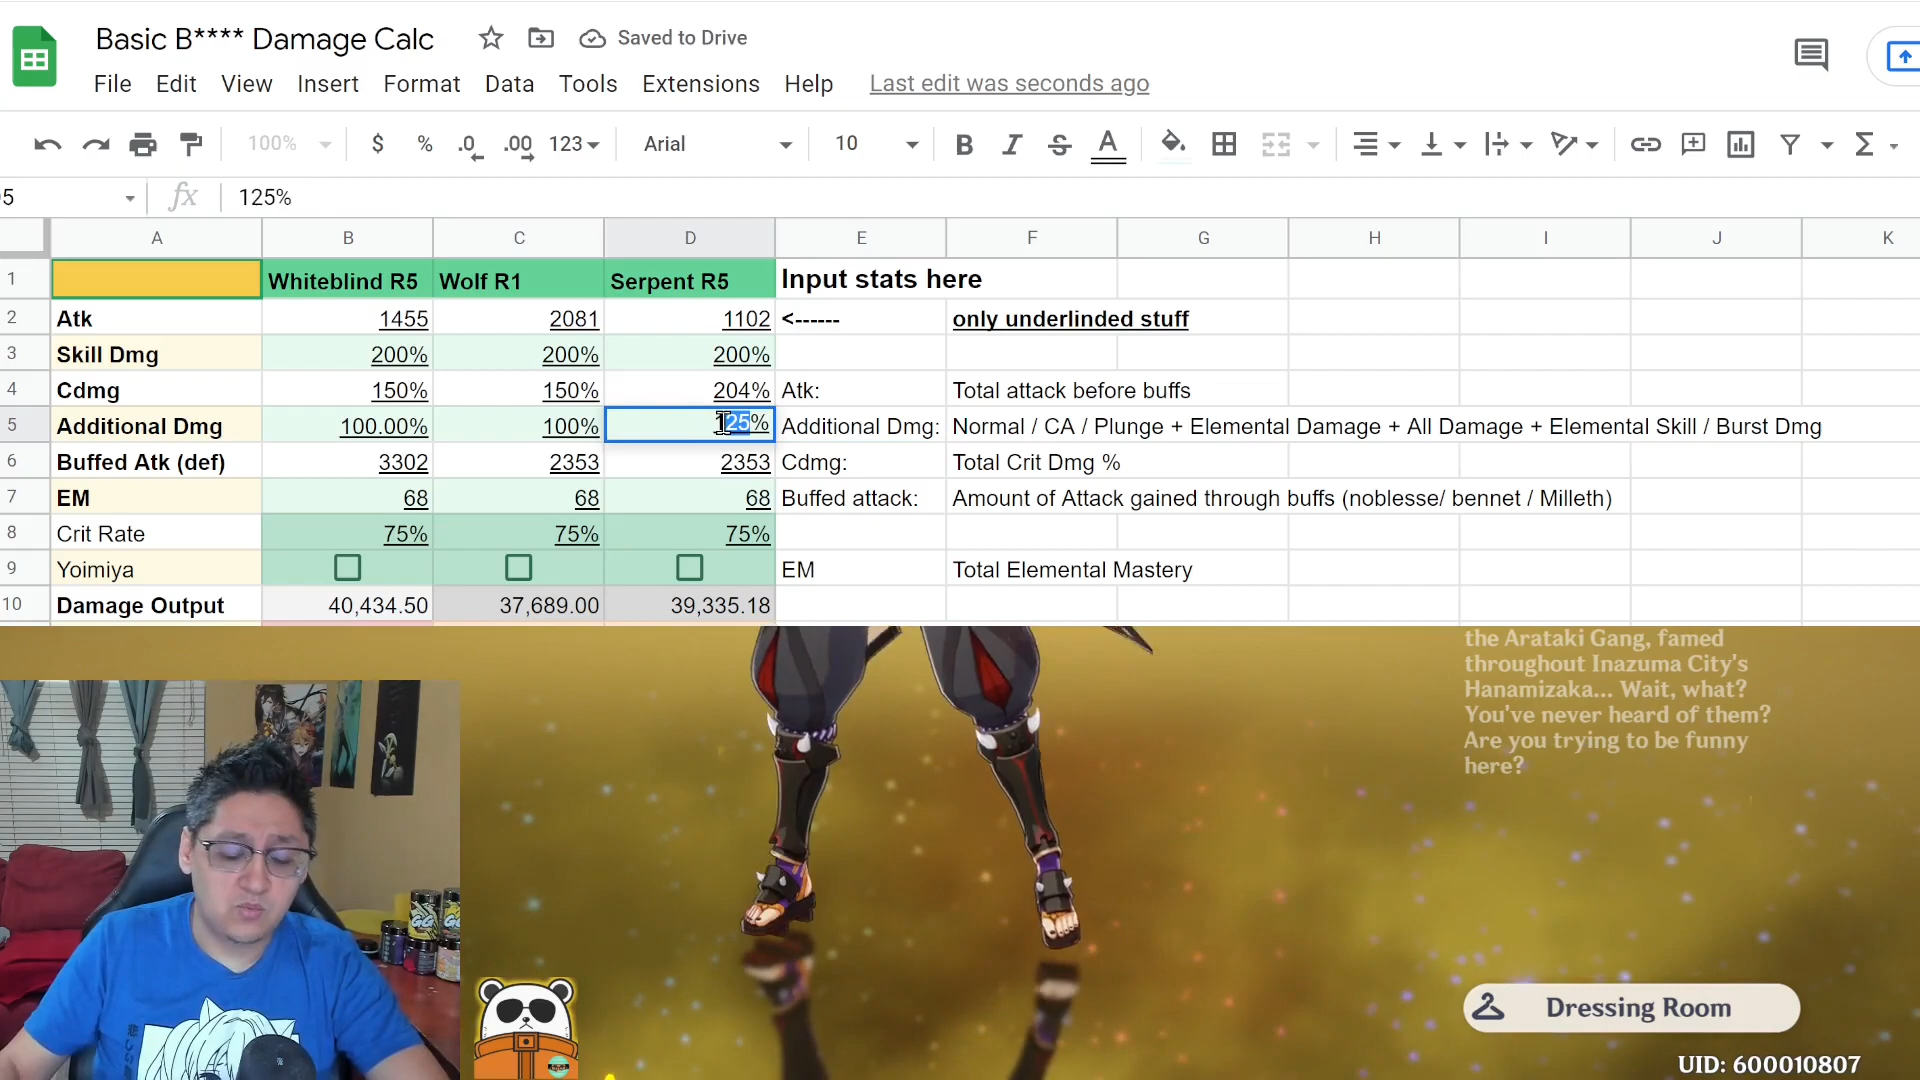 Basic B**** Damage Calc Saved to Drive
File Edit View Insert Format Data Tools Extensions Help Last edit was seconds ago
100% $ % .0 .00 123 Arial 10 B I S A Σ
5 fx 125%
A B C D E F G H I J K
1 Whiteblind R5 Wolf R1 Serpent R5 Input stats here
2 Atk 1455 2081 1102 <------ only underlinded stuff
3 Skill Dmg 200% 200% 200%
4 Cdmg 150% 150% 204% Atk: Total attack before buffs
5 Additional Dmg 100.00% 100% 125% Additional Dmg: Normal / CA / Plunge + Elemental Damage + All Damage + Elemental Skill / Burst Dmg
6 Buffed Atk (def) 3302 2353 2353 Cdmg: Total Crit Dmg %
7 EM 68 68 68 Buffed attack: Amount of Attack gained through buffs (noblesse/ bennet / Milleth)
8 Crit Rate 75% 75% 75%
9 Yoimiya EM Total Elemental Mastery
10 Damage Output 40,434.50 37,689.00 39,335.18
the Arataki Gang, famed
throughout Inazuma City's
Hanamizaka... Wait, what?
You've never heard of them?
Are you trying to be funny
here?
Dressing Room
UID: 600010807